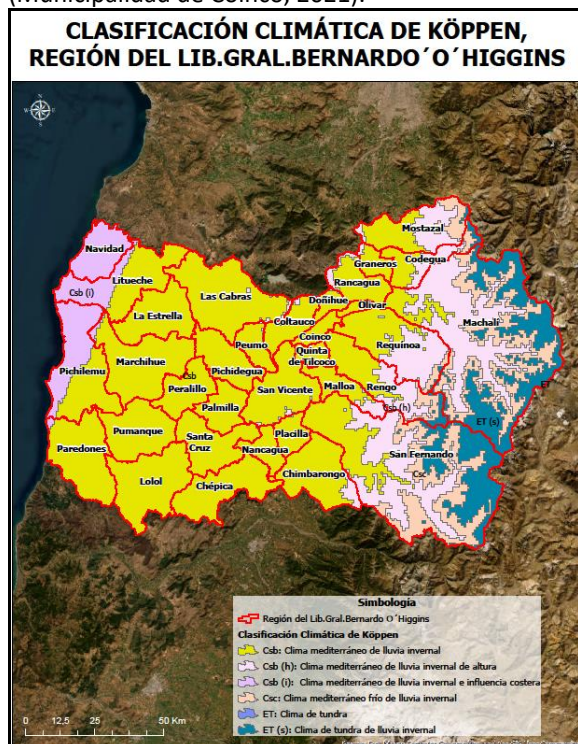 (Municipalidad de Coinco, 2021).
CLASIFICACIÓN CLIMÁTICA DE KÖPPEN,
REGIÓN DEL LIB.GRAL.BERNARDO´O´HIGGINS
N
W
E
S
Mostazal
Codegua
Graneros
Rancagua
Navidad
Litueche
Csb (i)
Las Cabras
Doñihue
Olivar
Machalí
La Estrella
Coltauco
Coinco
Requínoa
Peumo
Quinta
de Tilcoco
Marchihue
Csb
Pichidegua
Pichilemu
Peralillo
San Vicente
Malloa
Rengo
ET
Csb (h)
ET (s)
Palmilla
Pumanque
Santa
Cruz
Placilla
Paredones
Nancagua
San Fernando
Csc
Lolol
Chépica
Chimbarongo
Simbología
Región del Lib.Gral.Bernardo O´Higgins
Clasificación Climática de Köppen
Csb: Clima mediterráneo de lluvia invernal
Csb (h): Clima mediterráneo de lluvia invernal de altura
Csb (i): Clima mediterráneo de lluvia invernal e influencia costera
Csc: Clima mediterráneo frío de lluvia invernal
ET: Clima de tundra
ET (s): Clima de tundra de lluvia invernal
0 12,5 25 50 Km